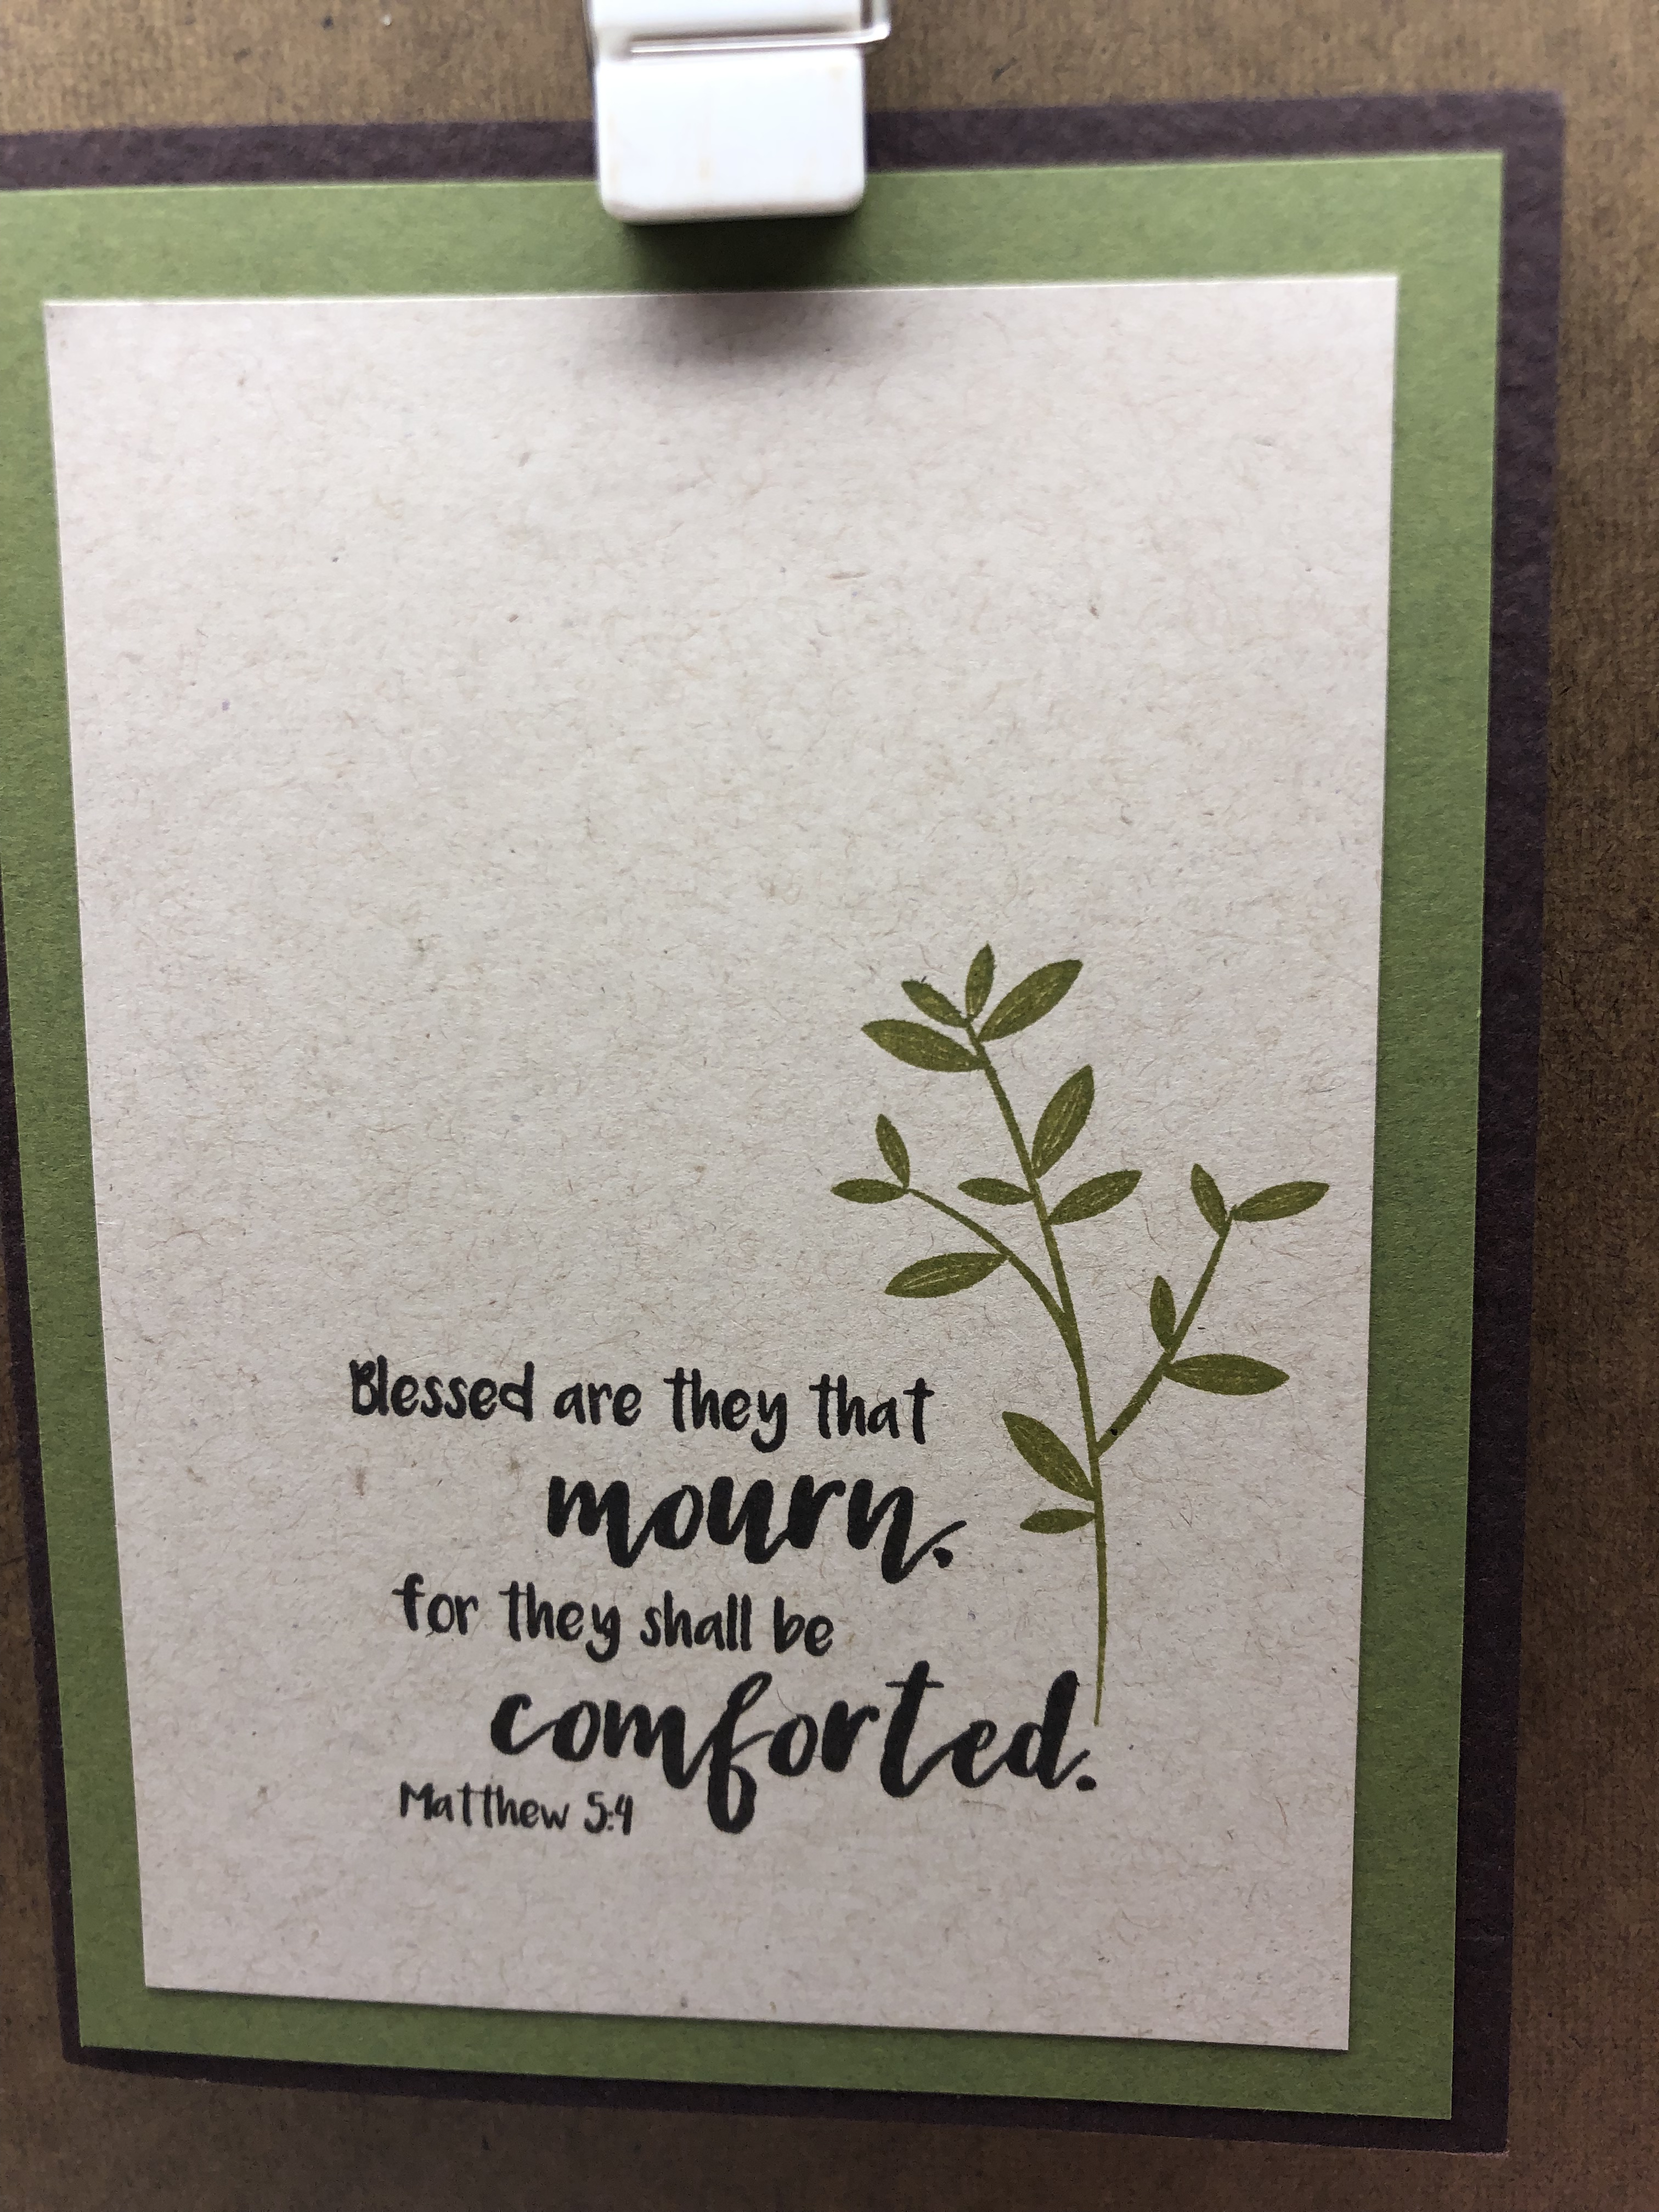 Blessed are they that
mourn.
for they shall be
comforted.
Matthew 5:4